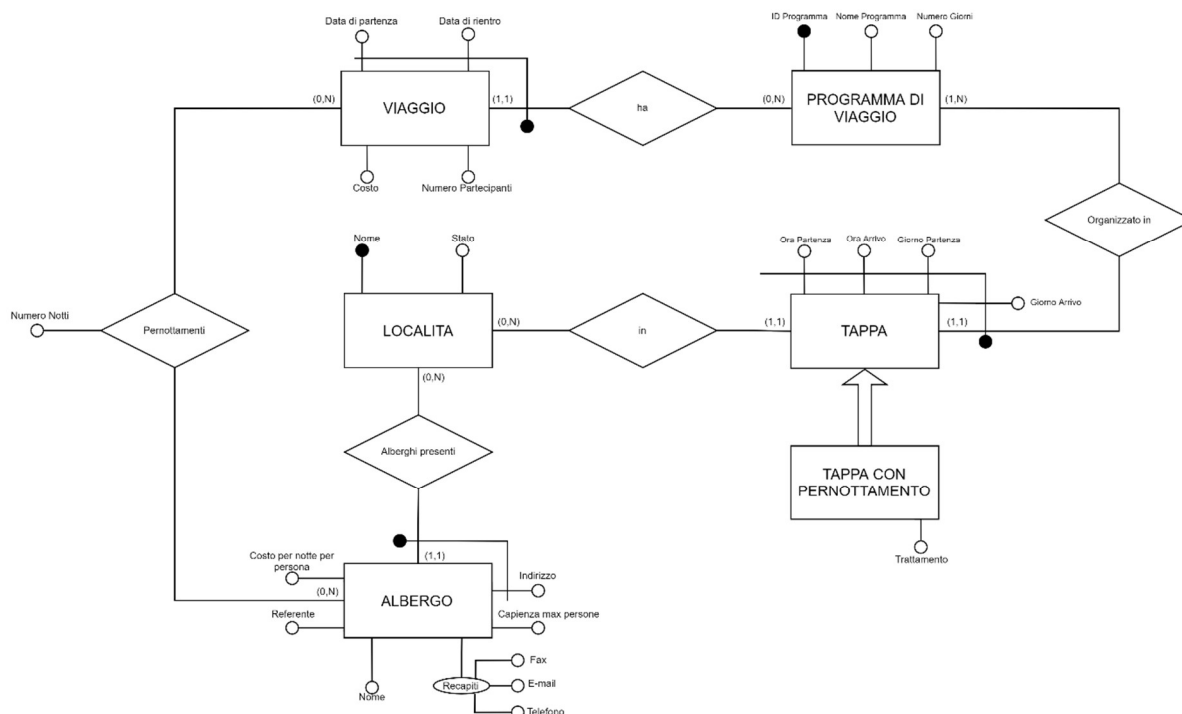 Data di partenza
Data di rientro
ID Programma
Nome Programma
Numero Giorni
(0,N)
VIAGGIO
(1,1)
ha
(0,N)
PROGRAMMA DI
VIAGGIO
(1,N)
Costo
Numero Partecipanti
Organizzato in
Nome
Stato
Ora Partenza
Ora Arrivo
Giorno Partenza
Giorno Arrivo
Numero Notti
Pernottamenti
LOCALITA
(0,N)
in
(1,1)
TAPPA
(1,1)
(0,N)
Alberghi presenti
TAPPA CON
PERNOTTAMENTO
Trattamento
(1,1)
Costo per notte per
persona
(0,N)
ALBERGO
Indirizzo
Referente
Capienza max persone
Nome
Recapiti
Fax
E-mail
Telefono